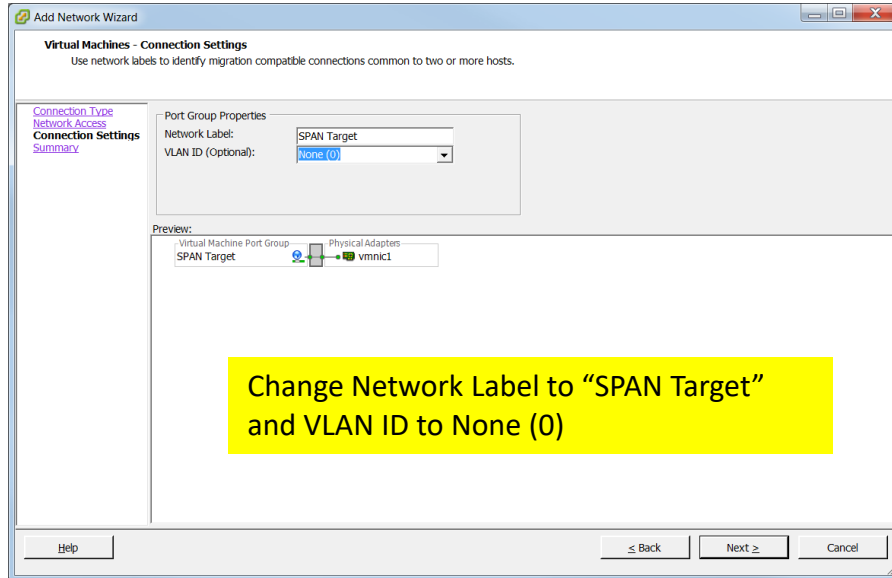 Add Network Wizard
Virtual Machines - Connection Settings
Use network labels to identify migration compatible connections common to two or more hosts.
Connection Type
Network Access
Connection Settings
Summary
Port Group Properties
Network Label: SPAN Target
VLAN ID (Optional): None (0)
Preview:
Virtual Machine Port Group Physical Adapters
SPAN Target vmnic1
Change Network Label to “SPAN Target”
and VLAN ID to None (0)
Help < Back Next > Cancel